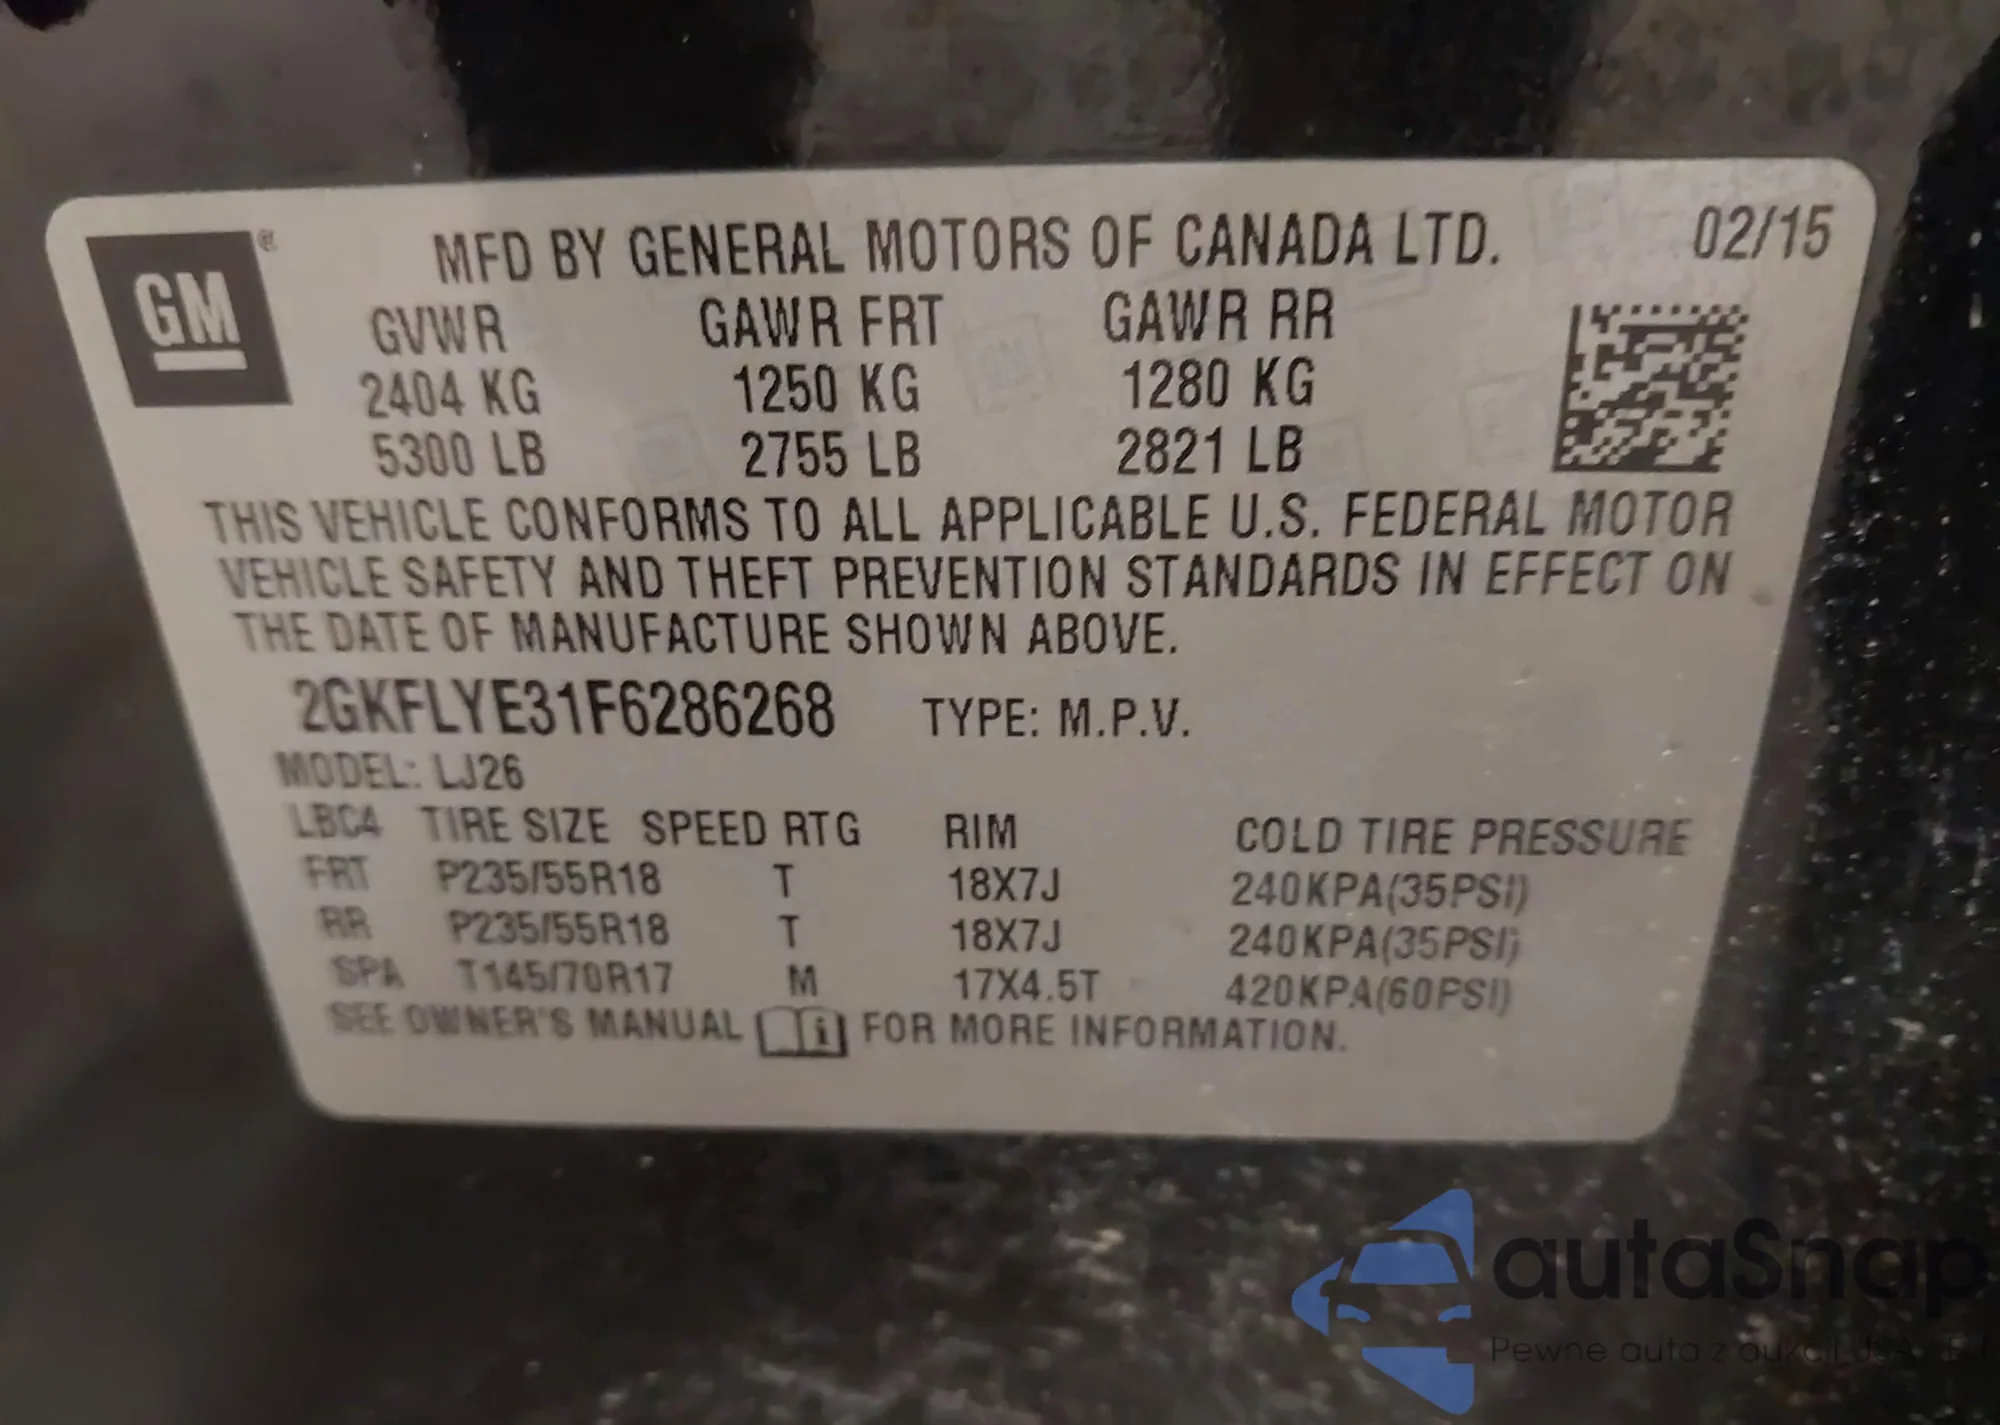 GM ®
MFD BY GENERAL MOTORS OF CANADA LTD. 02/15
GVWR GAWR FRT GAWR RR
2404 KG 1250 KG 1280 KG
5300 LB 2755 LB 2821 LB
THIS VEHICLE CONFORMS TO ALL APPLICABLE U.S. FEDERAL MOTOR
VEHICLE SAFETY AND THEFT PREVENTION STANDARDS IN EFFECT ON
THE DATE OF MANUFACTURE SHOWN ABOVE.
2GKFLYE31F6286268 TYPE: M.P.V.
MODEL: LJ26
LBC4 TIRE SIZE SPEED RTG RIM COLD TIRE PRESSURE
FRT P235/55R18 T 18X7J 240KPA(35PSI)
RR P235/55R18 T 18X7J 240KPA(35PSI)
SPA T145/70R17 M 17X4.5T 420KPA(60PSI)
SEE OWNER'S MANUAL i FOR MORE INFORMATION.
autaSnap
Pewne auta z aukcji